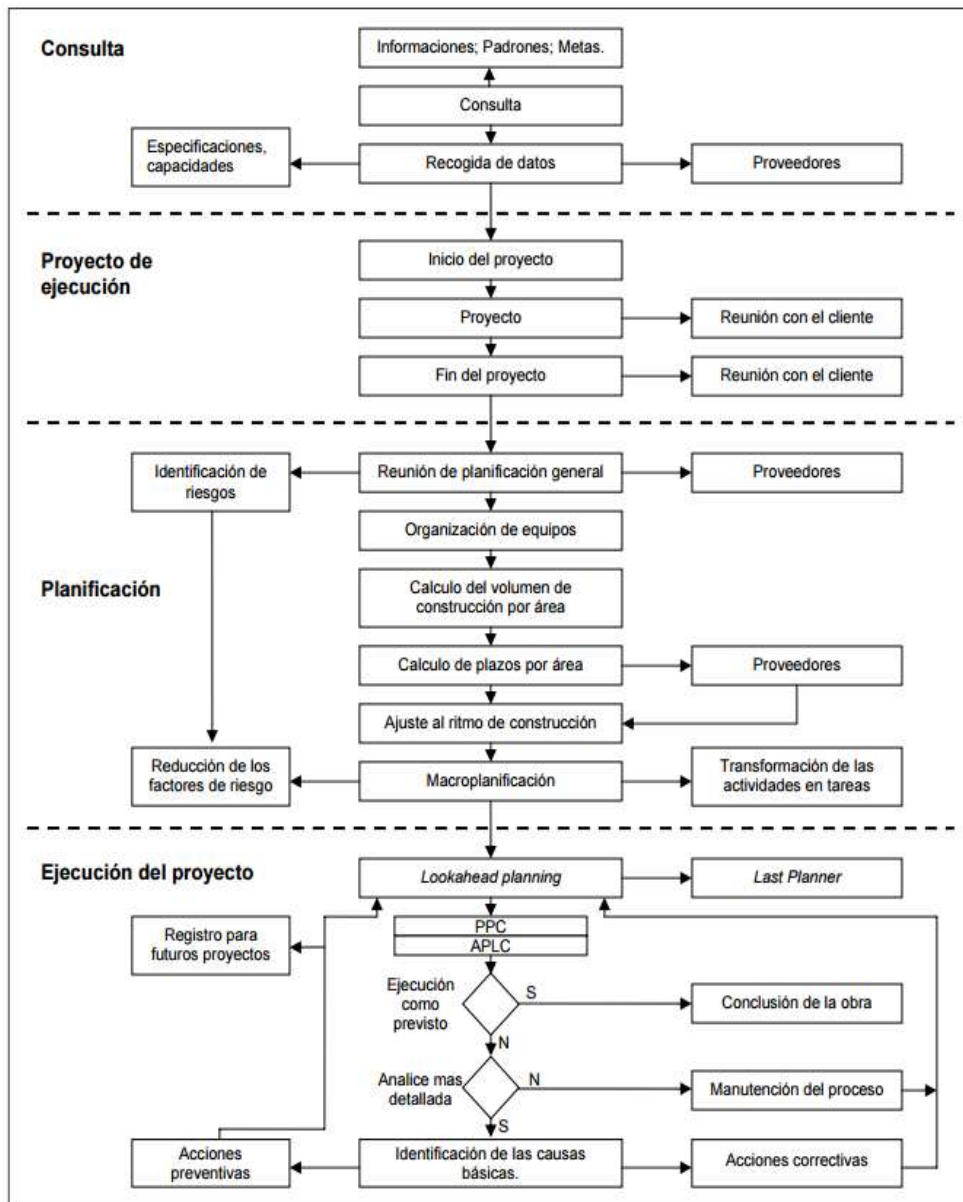 Consulta
Informaciones; Padrones; Metas.
Consulta
Especificaciones,
capacidades
Recogida de datos
Proveedores
Proyecto de
ejecución
Inicio del proyecto
Proyecto
Reunión con el cliente
Fin del proyecto
Reunión con el cliente
Planificación
Identificación de
riesgos
Reunión de planificación general
Proveedores
Organización de equipos
Calculo del volumen de
construcción por área
Calculo de plazos por área
Proveedores
Ajuste al ritmo de construcción
Reducción de los
factores de riesgo
Macroplanificación
Transformación de las
actividades en tareas
Ejecución del proyecto
Lookahead planning
Last Planner
Registro para
futuros proyectos
PPC
APLC
Ejecución
como
previsto
S
Conclusión de la obra
N
Analice mas
detallada
N
Manutención del proceso
S
Acciones
preventivas
Identificación de las causas
básicas.
Acciones correctivas